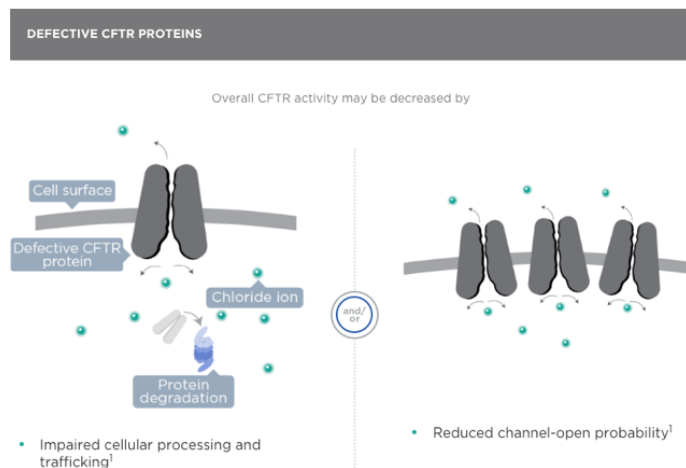 DEFECTIVE CFTR PROTEINS
Overall CFTR activity may be decreased by
Cell surface
Defective CFTR
protein
Chloride ion
Protein
degradation
• Impaired cellular processing and
trafficking¹
and/
or
• Reduced channel-open probability¹